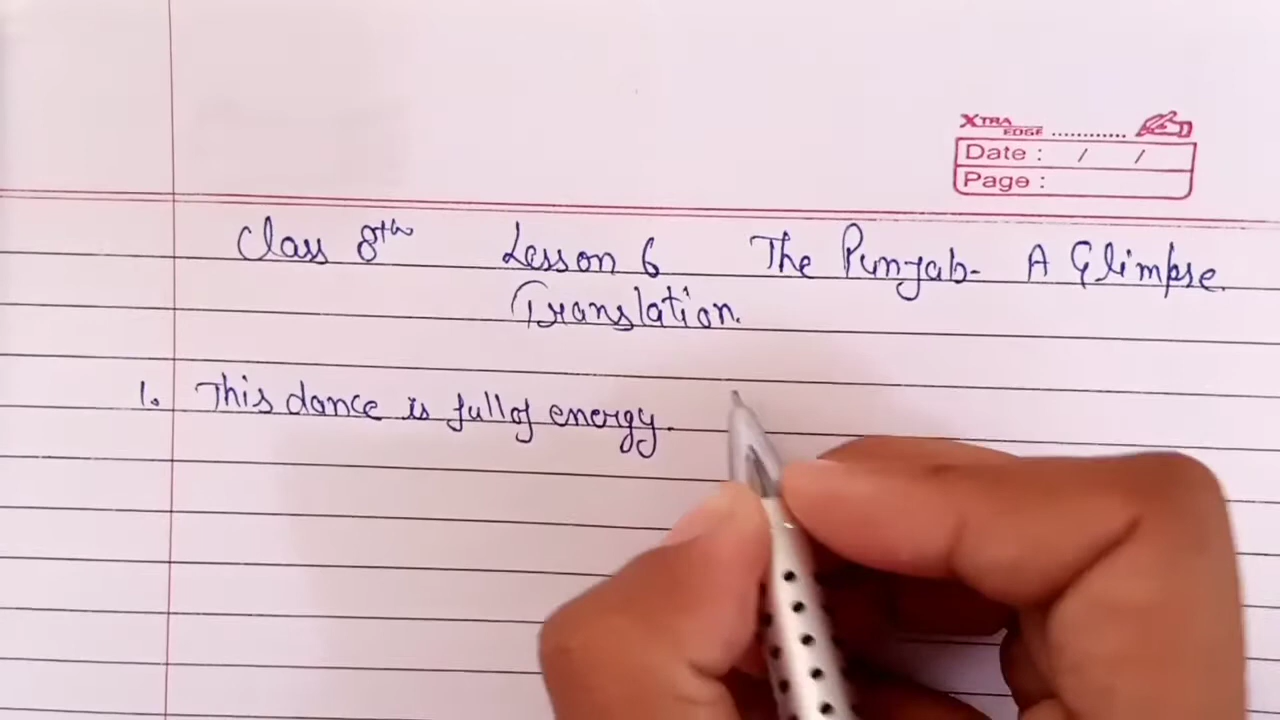 XTRA
EDGE ............
Date : / /
Page :
Class 8th Lesson 6 The Punjab- A Glimpse
Translation.
1. This dance is full of energy.